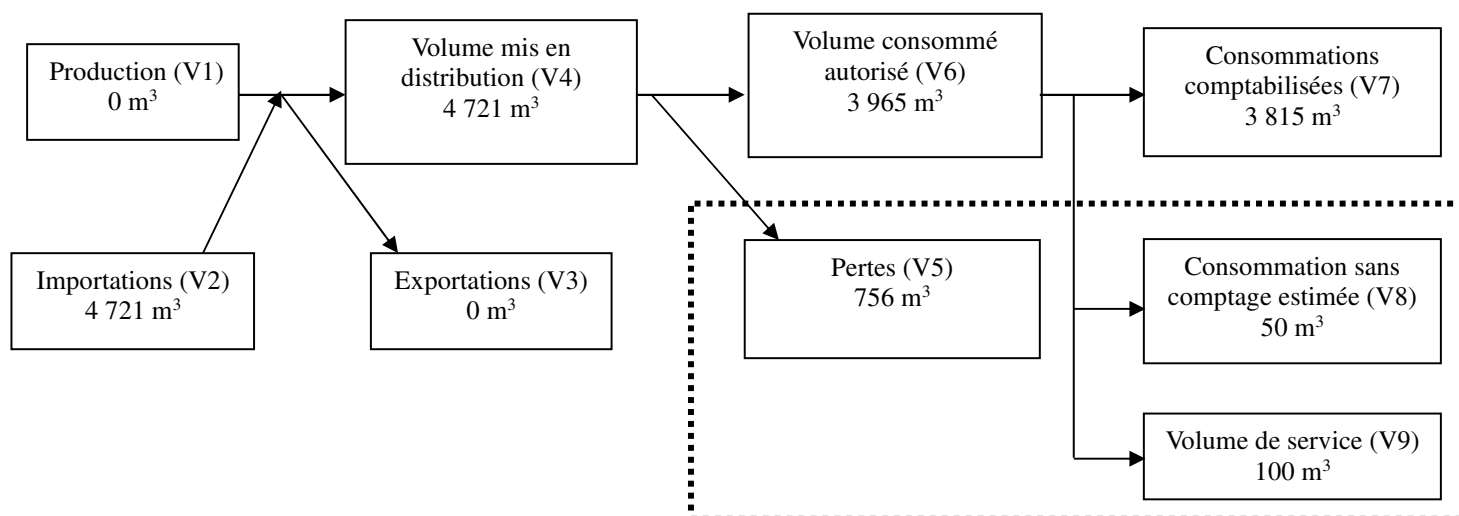 Production (V1)
0 m³
Volume mis en
distribution (V4)
4 721 m³
Volume consommé
autorisé (V6)
3 965 m³
Consommations
comptabilisées (V7)
3 815 m³
Importations (V2)
4 721 m³
Exportations (V3)
0 m³
Pertes (V5)
756 m³
Consommation sans
comptage estimée (V8)
50 m³
Volume de service (V9)
100 m³